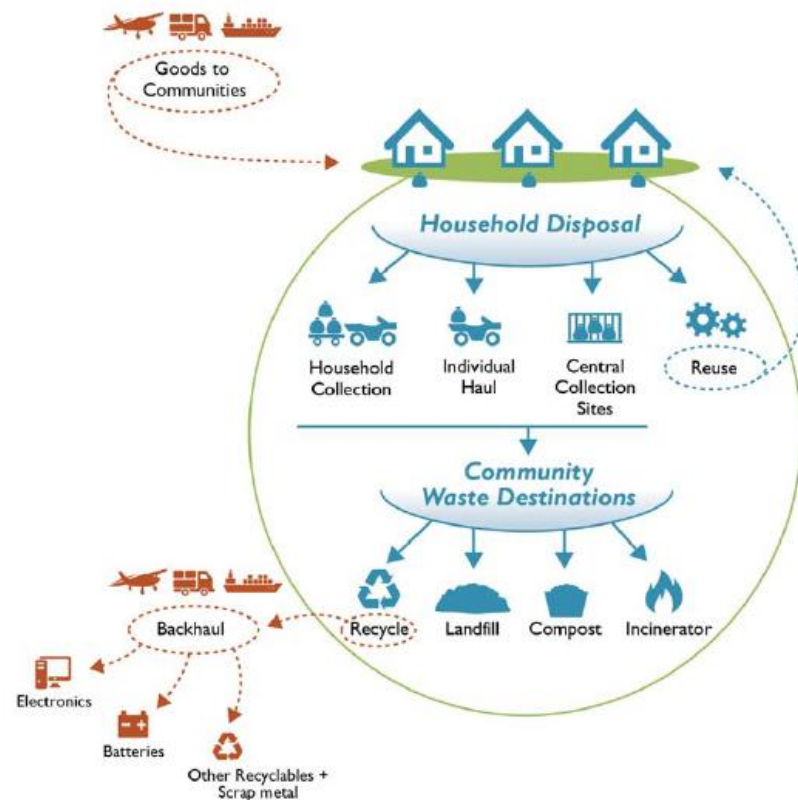 Goods to
Communities
Household Disposal
Household
Collection
Individual
Haul
Central
Collection
Sites
Reuse
Community
Waste Destinations
Recycle
Landfill
Compost
Incinerator
Backhaul
Electronics
Batteries
Other Recyclables +
Scrap metal